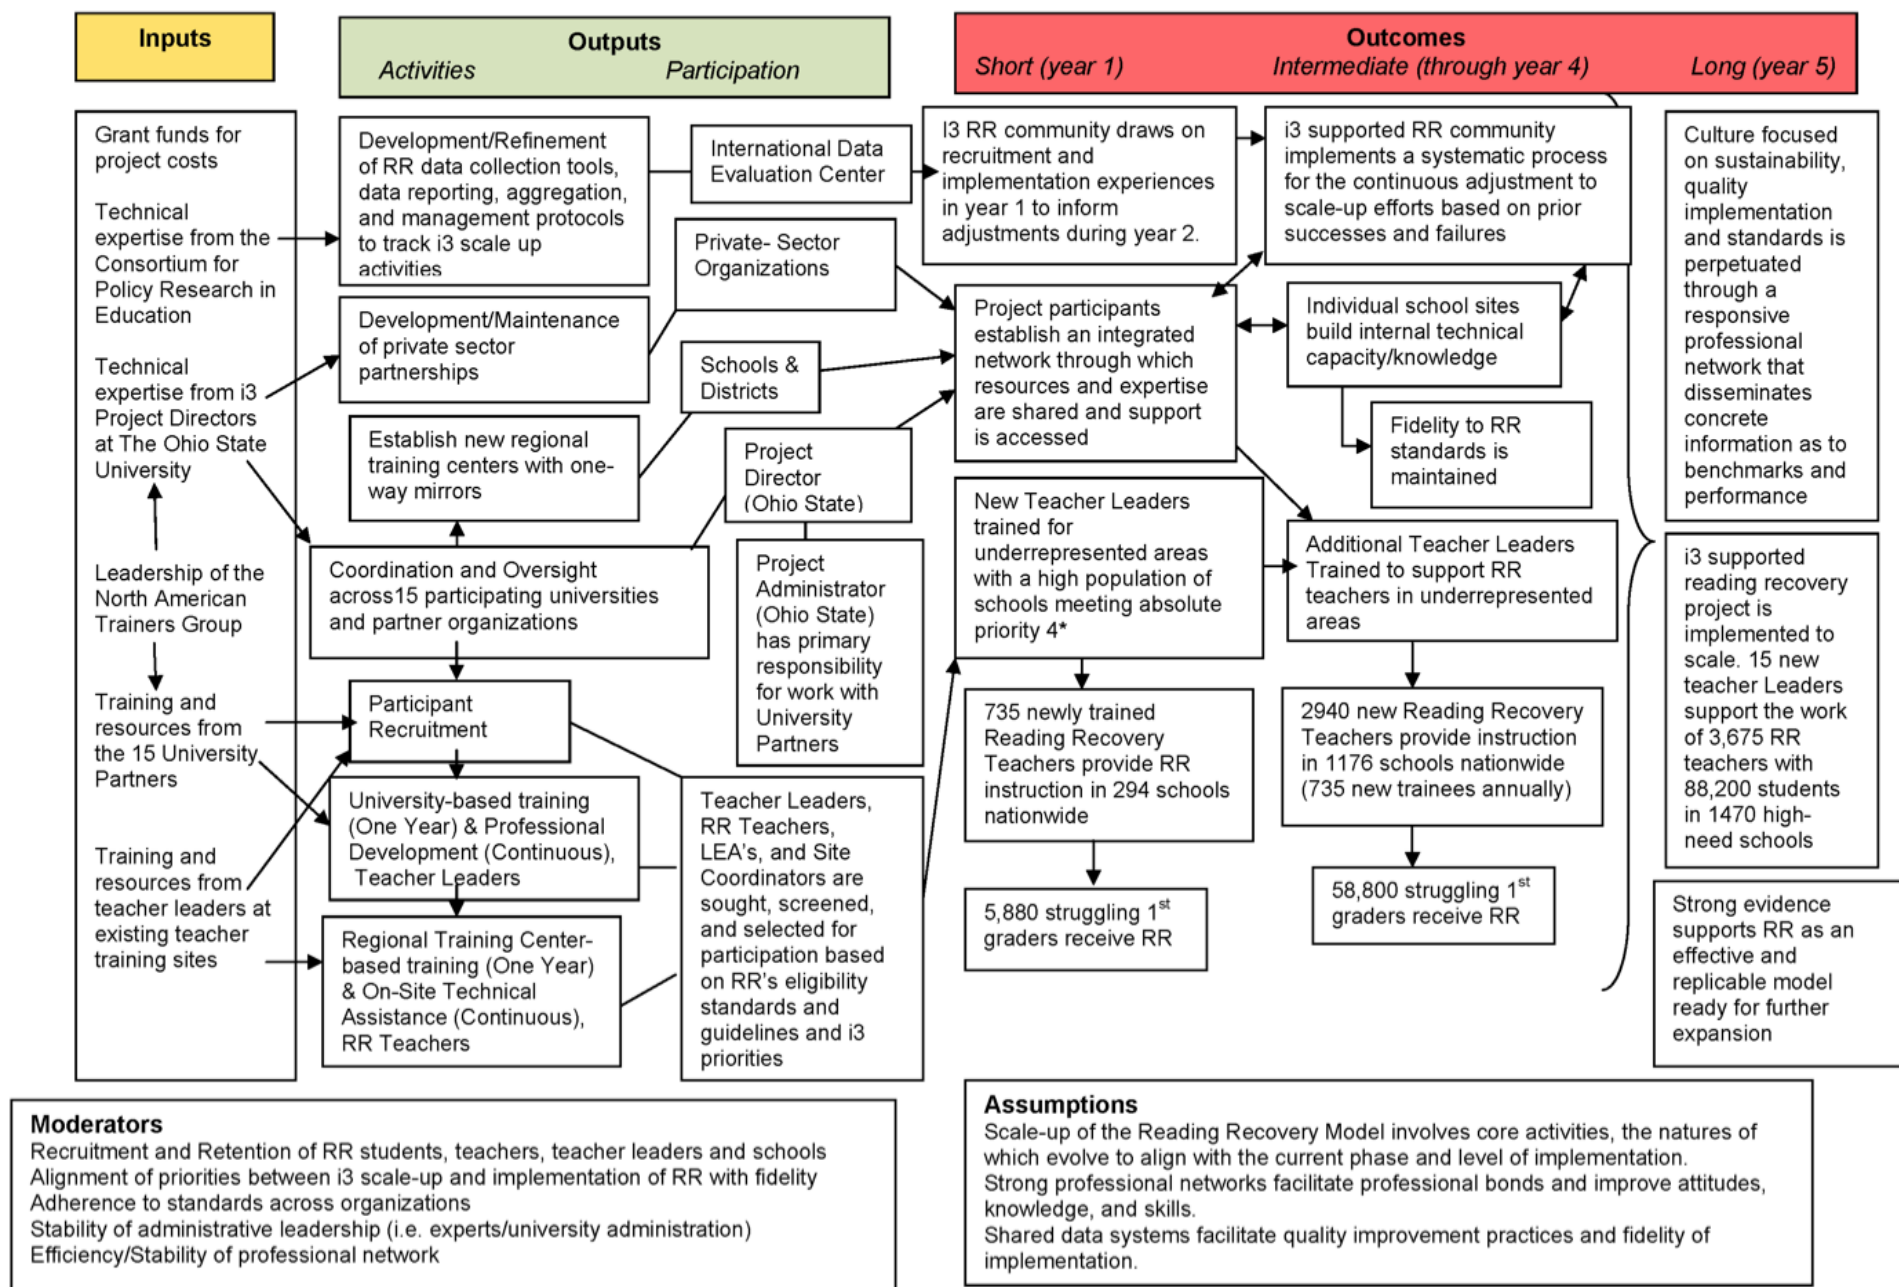 Inputs
Outputs
Activities
Participation
Outcomes
Short (year 1)
Intermediate (through year 4)
Long (year 5)
Grant funds for
project costs
Technical
expertise from the
Consortium for
Policy Research in
Education
Technical
expertise from i3
Project Directors
at The Ohio State
University
Leadership of the
North American
Trainers Group
Training and
resources from
the 15 University
Partners
Training and
resources from
teacher leaders at
existing teacher
training sites
Development/Refinement
of RR data collection tools,
data reporting, aggregation,
and management protocols
to track i3 scale up
activities
Development/Maintenance
of private sector
partnerships
Establish new regional
training centers with one-
way mirrors
Coordination and Oversight
across15 participating universities
and partner organizations
Participant
Recruitment
University-based training
(One Year) & Professional
Development (Continuous),
Teacher Leaders
Regional Training Center-
based training (One Year)
& On-Site Technical
Assistance (Continuous),
RR Teachers
International Data
Evaluation Center
Private- Sector
Organizations
Schools &
Districts
Project
Director
(Ohio State)
Project
Administrator
(Ohio State)
has primary
responsibility
for work with
University
Partners
Teacher Leaders,
RR Teachers,
LEA's, and Site
Coordinators are
sought, screened,
and selected for
participation based
on RR's eligibility
standards and
guidelines and i3
priorities
I3 RR community draws on
recruitment and
implementation experiences
in year 1 to inform
adjustments during year 2.
Project participants
establish an integrated
network through which
resources and expertise
are shared and support
is accessed
New Teacher Leaders
trained for
underrepresented areas
with a high population of
schools meeting absolute
priority 4*
735 newly trained
Reading Recovery
Teachers provide RR
instruction in 294 schools
nationwide
5,880 struggling 1st
graders receive RR
i3 supported RR community
implements a systematic process
for the continuous adjustment to
scale-up efforts based on prior
successes and failures
Individual school sites
build internal technical
capacity/knowledge
Fidelity to RR
standards is
maintained
Additional Teacher Leaders
Trained to support RR
teachers in underrepresented
areas
2940 new Reading Recovery
Teachers provide instruction
in 1176 schools nationwide
(735 new trainees annually)
58,800 struggling 1st
graders receive RR
Culture focused
on sustainability,
quality
implementation
and standards is
perpetuated
through a
responsive
professional
network that
disseminates
concrete
information as to
benchmarks and
performance
i3 supported
reading recovery
project is
implemented to
scale. 15 new
teacher Leaders
support the work
of 3,675 RR
teachers with
88,200 students
in 1470 high-
need schools
Strong evidence
supports RR as an
effective and
replicable model
ready for further
expansion
Moderators
Recruitment and Retention of RR students, teachers, teacher leaders and schools
Alignment of priorities between i3 scale-up and implementation of RR with fidelity
Adherence to standards across organizations
Stability of administrative leadership (i.e. experts/university administration)
Efficiency/Stability of professional network
Assumptions
Scale-up of the Reading Recovery Model involves core activities, the natures of
which evolve to align with the current phase and level of implementation.
Strong professional networks facilitate professional bonds and improve attitudes,
knowledge, and skills.
Shared data systems facilitate quality improvement practices and fidelity of
implementation.